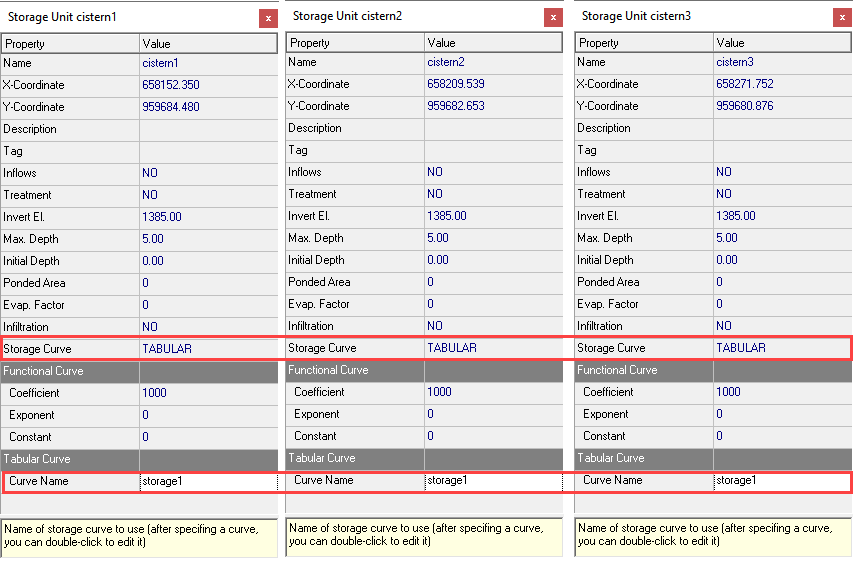 Storage Unit cistern1
x
Property Value
Name cistern1
X-Coordinate 658152.350
Y-Coordinate 959684.480
Description
Tag
Inflows NO
Treatment NO
Invert El. 1385.00
Max. Depth 5.00
Initial Depth 0.00
Ponded Area 0
Evap. Factor 0
Infiltration NO
Storage Curve TABULAR
Functional Curve
Coefficient 1000
Exponent 0
Constant 0
Tabular Curve
Curve Name storage1
Name of storage curve to use (after specifing a curve,
you can double-click to edit it)
Storage Unit cistern2
x
Property Value
Name cistern2
X-Coordinate 658209.539
Y-Coordinate 959682.653
Description
Tag
Inflows NO
Treatment NO
Invert El. 1385.00
Max. Depth 5.00
Initial Depth 0.00
Ponded Area 0
Evap. Factor 0
Infiltration NO
Storage Curve TABULAR
Functional Curve
Coefficient 1000
Exponent 0
Constant 0
Tabular Curve
Curve Name storage1
Name of storage curve to use (after specifing a curve,
you can double-click to edit it)
Storage Unit cistern3
x
Property Value
Name cistern3
X-Coordinate 658271.752
Y-Coordinate 959680.876
Description
Tag
Inflows NO
Treatment NO
Invert El. 1385.00
Max. Depth 5.00
Initial Depth 0.00
Ponded Area 0
Evap. Factor 0
Infiltration NO
Storage Curve TABULAR
Functional Curve
Coefficient 1000
Exponent 0
Constant 0
Tabular Curve
Curve Name storage1
Name of storage curve to use (after specifing a curve,
you can double-click to edit it)